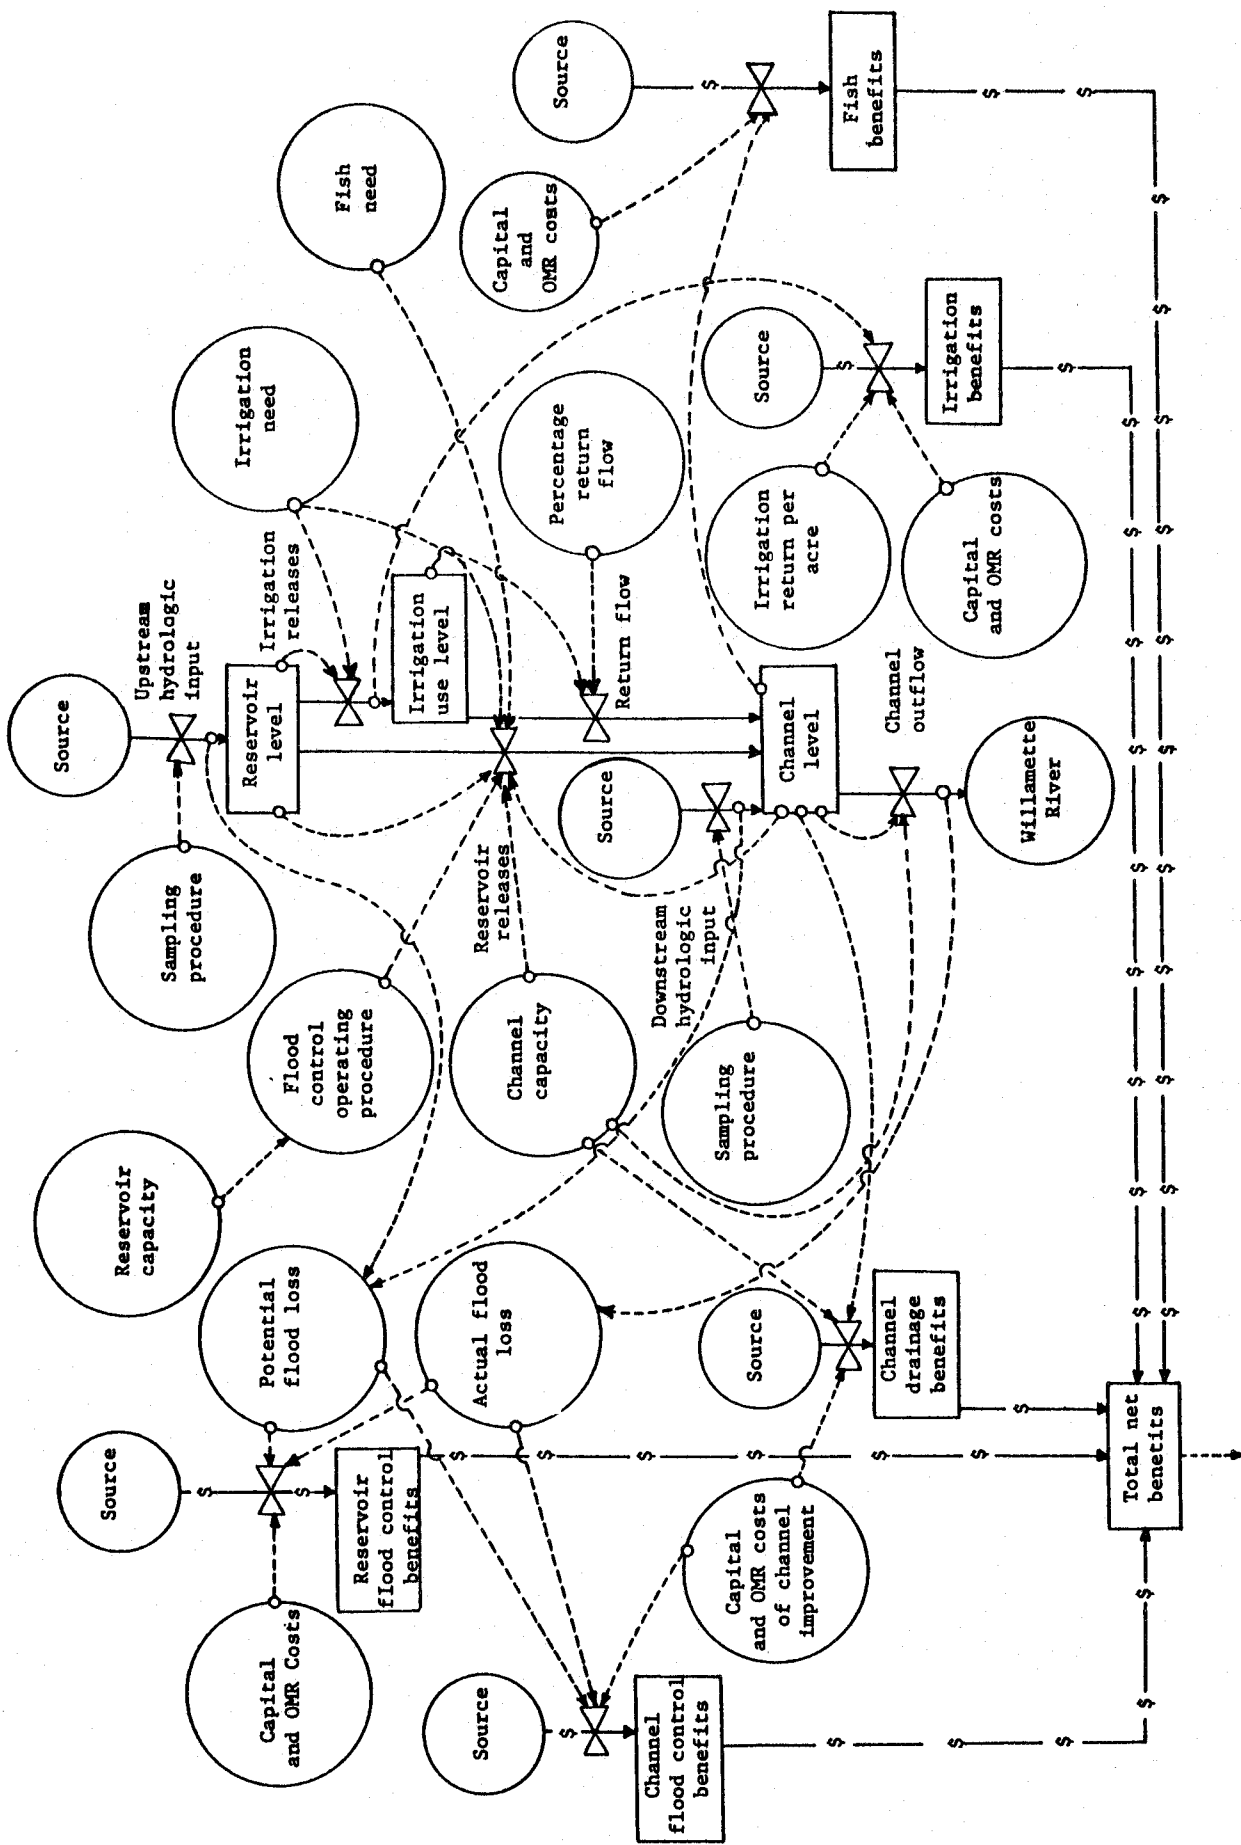 Source
Upstream
hydrologic
input
Sampling
procedure
Reservoir
level
Irrigation
releases
Irrigation
need
Fish
need
Source
Capital
and
OMR costs
Fish
benefits
$
$
$
$
$
$
$
$
$
$
$
$
Irrigation
use level
Percentage
return
flow
Return flow
Source
$
Irrigation
return per
acre
Capital
and OMR costs
Irrigation
benefits
$
$
$
$
$
$
$
$
$
Reservoir
capacity
Flood
control
operating
procedure
Reservoir
releases
Channel
capacity
Source
Downstream
hydrologic
input
Sampling
procedure
Channel
level
Channel
outflow
Willamette
River
Source
$
$
Capital
and OMR Costs
Potential
flood loss
Actual flood
loss
Reservoir
flood control
benefits
$
$
$
$
$
$
$
Source
Channel
drainage
benefits
$
Capital
and OMR costs
of channel
improvement
Source
$
Channel
flood control
benefits
$
$
$
$
$
Total net
benefits